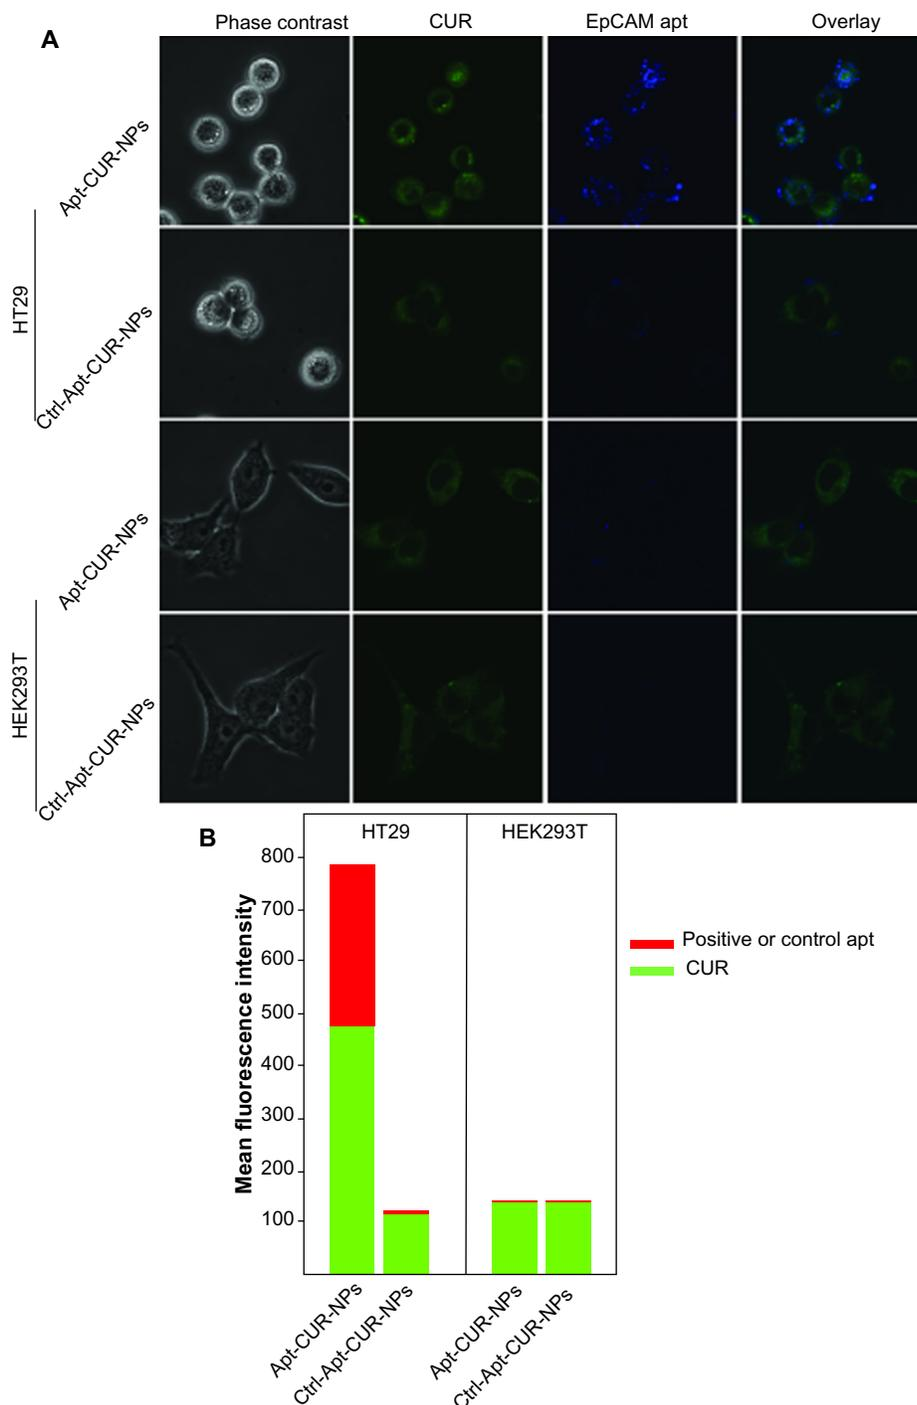 A
Phase contrast
CUR
EpCAM apt
Overlay
HT29
Apt-CUR-NPs
Ctrl-Apt-CUR-NPs
HEK293T
Apt-CUR-NPs
Ctrl-Apt-CUR-NPs
B
HT29
HEK293T
Mean fluorescence intensity
800
700
600
500
400
300
200
100
Positive or control apt
CUR
Apt-CUR-NPs
Ctrl-Apt-CUR-NPs
Apt-CUR-NPs
Ctrl-Apt-CUR-NPs